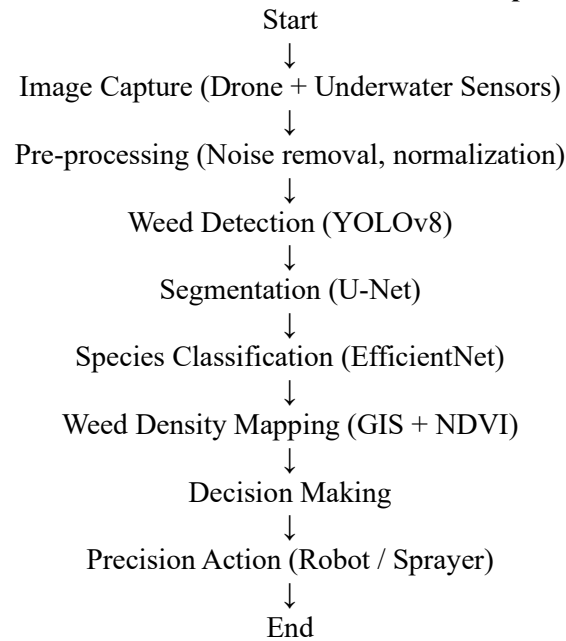 Start
↓
Image Capture (Drone + Underwater Sensors)
↓
Pre-processing (Noise removal, normalization)
↓
Weed Detection (YOLOv8)
↓
Segmentation (U-Net)
↓
Species Classification (EfficientNet)
↓
Weed Density Mapping (GIS + NDVI)
↓
Decision Making
↓
Precision Action (Robot / Sprayer)
↓
End